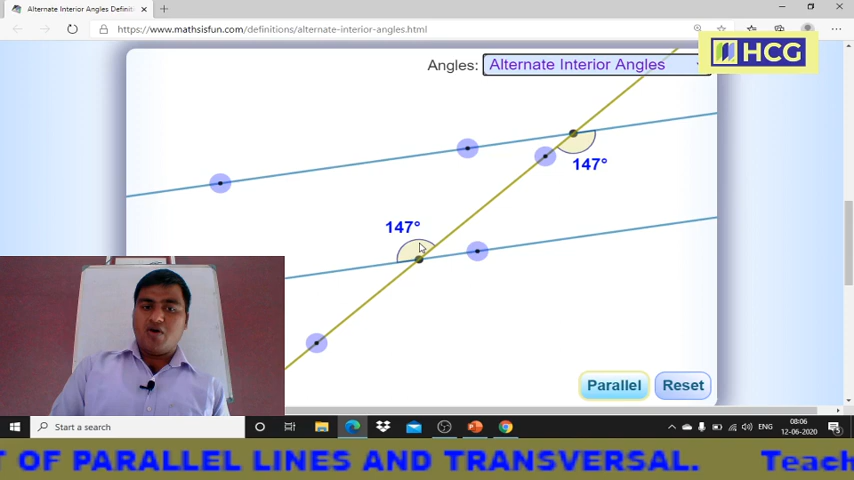 Alternate Interior Angles Definit
https://www.mathsisfun.com/definitions/alternate-interior-angles.html
HCG
Angles: Alternate Interior Angles
147°
147°
Parallel
Reset
Start a search
ENG
08:06
12-06-2020
T OF PARALLEL LINES AND TRANSVERSAL. Teach